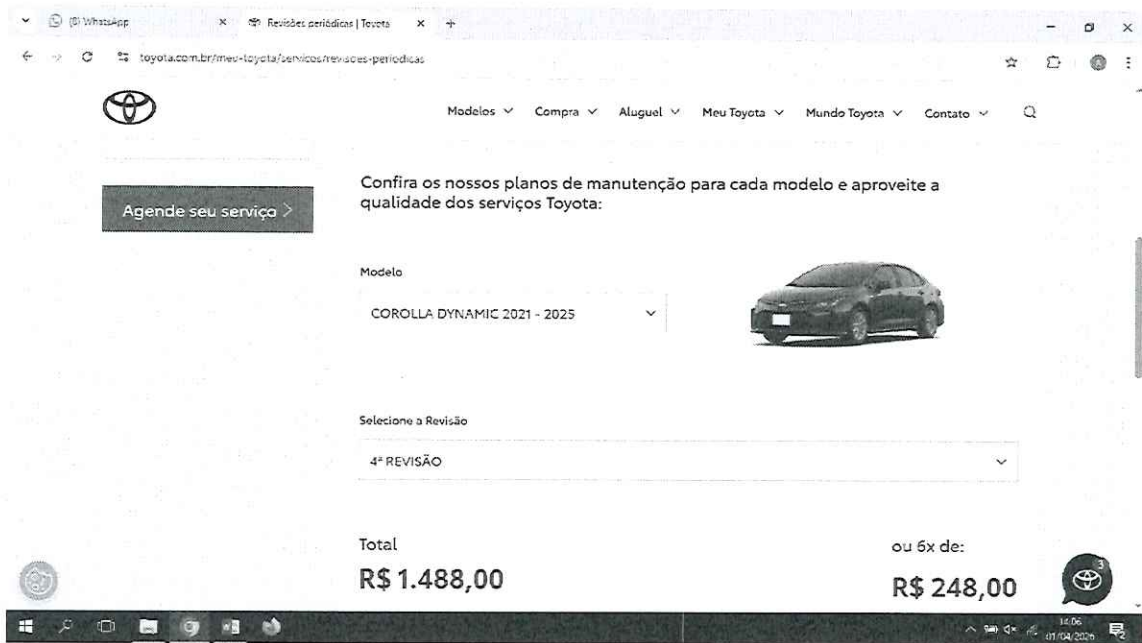 (6) WhatsApp
Revisões periódicas | Toyota
toyota.com.br/meu-toyota/servicos/revisoes-periodicas
Modelos
Compra
Aluguel
Meu Toyota
Mundo Toyota
Contato
Agende seu serviço >
Confira os nossos planos de manutenção para cada modelo e aproveite a
qualidade dos serviços Toyota:
Modelo
COROLLA DYNAMIC 2021 - 2025
Selecione a Revisão
4ª REVISÃO
Total
ou 6x de:
R$ 1.488,00
R$ 248,00
3
14:06
01/04/2026